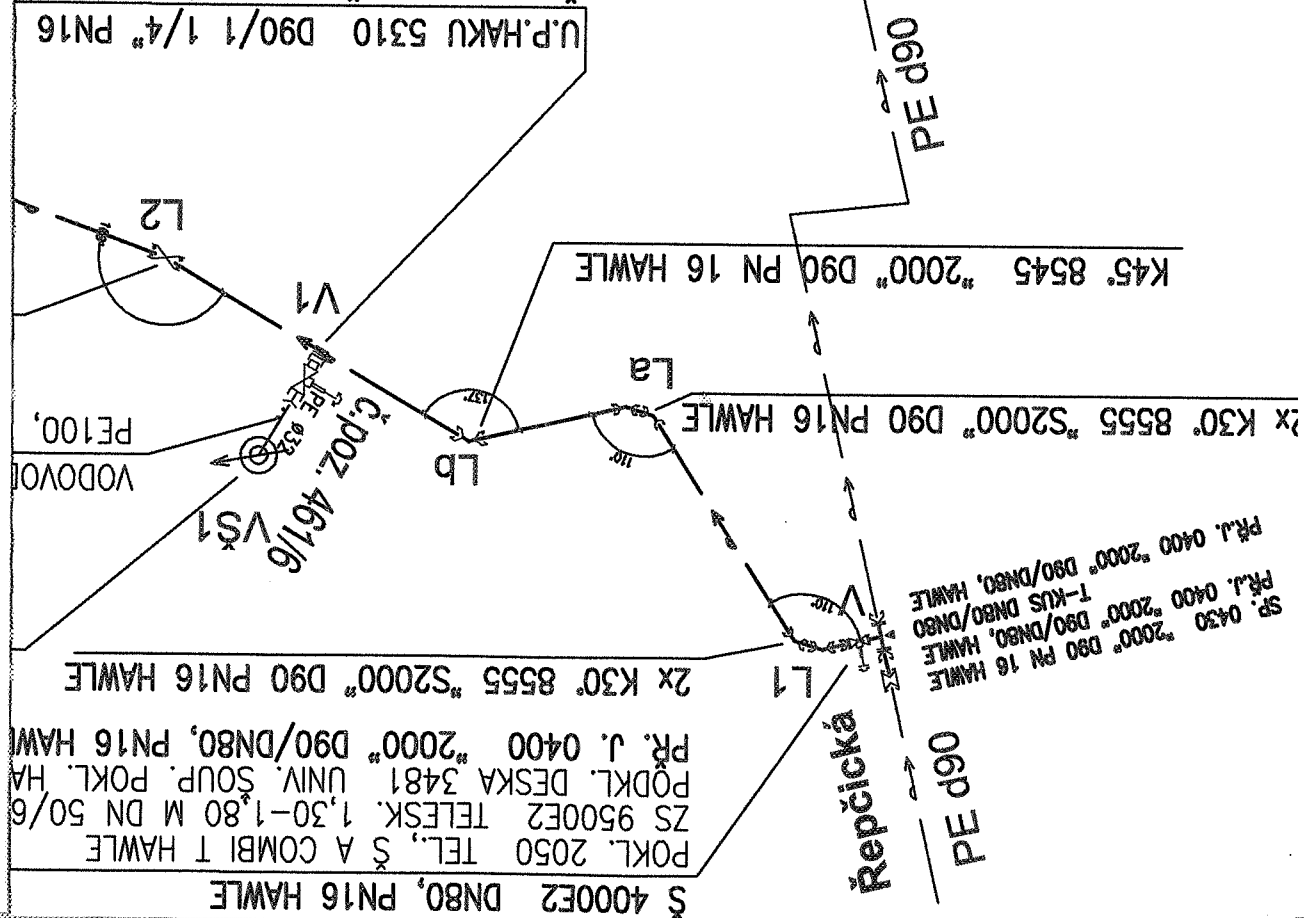 Š 4000E2 DN80, PN16 HAWLE
POKL. 2050 TEL., Š A COMBI T HAWLE
ZS 9500E2 TELESK. 1,30-1,80 M DN 50/6
PODKL. DESKA 3481 UNIV. ŠOUP. POKL. HA
PŘ. J. 0400 "2000" D90/DN80, PN16 HAW
2x K30° 8555 "S2000" D90 PN16 HAWLE
Řepčická
PE d90
SP. 0430 "2000" D90 PN 16 HAWLE
PŘ.J. 0400 "2000" D90/DN80, HAWLE
T-KUS DN80/DN80
PŘ.J. 0400 "2000" D90/DN80, HAWLE
L1
V
110°
VŠ1
č.poz. 461/6
VODOVOD
PE100,
PE ø32
Lb
137°
La
110°
2x K30° 8555 "S2000" D90 PN16 HAWLE
K45° 8545 "2000" D90 PN 16 HAWLE
V1
L2
PE d90
U.P.HAKU 5310 D90/1 1/4" PN16